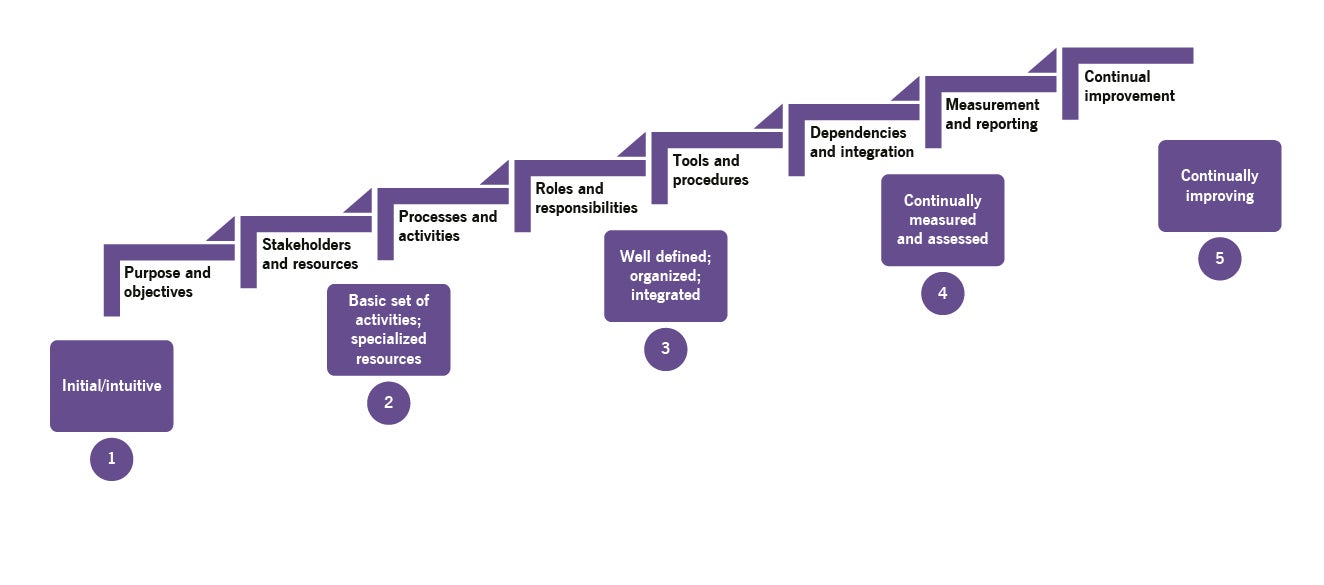 Purpose and
objectives
Stakeholders
and resources
Processes and
activities
Roles and
responsibilities
Tools and
procedures
Dependencies
and integration
Measurement
and reporting
Continual
improvement
Initial/intuitive
1
Basic set of
activities;
specialized
resources
2
Well defined;
organized;
integrated
3
Continually
measured
and assessed
4
Continually
improving
5